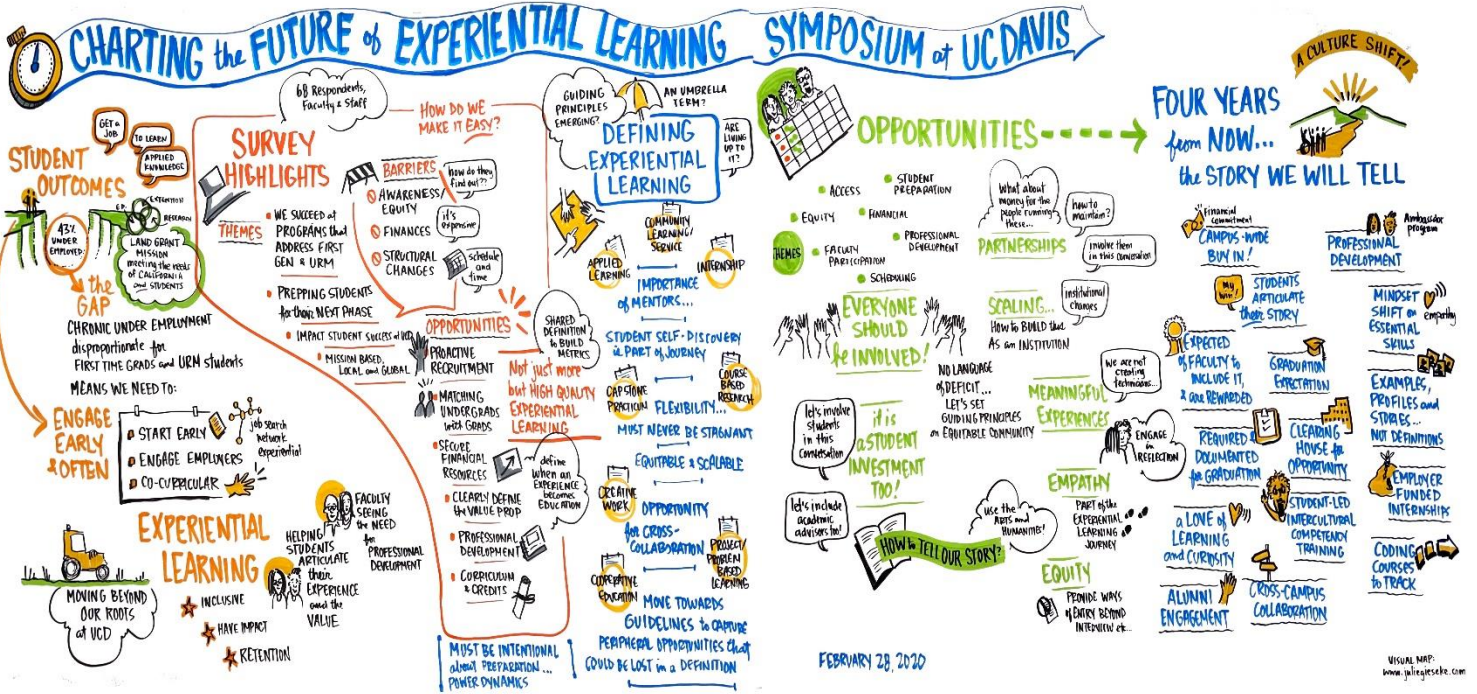 CHARTING the FUTURE of EXPERIENTIAL LEARNING SYMPOSIUM at UC DAVIS
GET a
JOB
TO LEARN
APPLIED
KNOWLEDGE
STUDENT
OUTCOMES
43%
UNDER
EMPLOYED
EXTENTION
RESEARCH
LAND GRANT
MISSION
meeting the needs
of CALIFORNIA
and STUDENTS
the
GAP
CHRONIC UNDER EMPLOYMENT
disproportionate for
FIRST TIME GRADS and URM students
MEANS WE NEED TO:
ENGAGE
EARLY
& OFTEN
START EARLY
ENGAGE EMPLOYERS
CO-CURRICULAR
job search
network
experiential
EXPERIENTIAL
LEARNING
INCLUSIVE
HAVE IMPACT
RETENTION
HELPING
STUDENTS
ARTICULATE
their
EXPERIENCE
and the
VALUE
FACULTY
SEEING
the NEED
for
PROFESSIONAL
DEVELOPMENT
MOVING BEYOND
OUR ROOTS
at UCD
68 Respondents,
Faculty & Staff
HOW DO WE
MAKE IT EASY?
SURVEY
HIGHLIGHTS
THEMES
WE SUCCEED at
PROGRAMS that
ADDRESS FIRST
GEN & URM
PREPPING STUDENTS
for their NEXT PHASE
IMPACT STUDENT SUCCESS at UCD
MISSION BASED,
LOCAL and GLOBAL
BARRIERS
how do they
find out??
AWARENESS/
EQUITY
it's
expensive
FINANCES
STRUCTURAL
CHANGES
schedule
and
time
OPPORTUNITIES
PROACTIVE
RECRUITMENT
MATCHING
UNDERGRADS
with GRADS
SECURE
FINANCIAL
RESOURCES
CLEARLY DEFINE
the VALUE PROP
PROFESSIONAL
DEVELOPMENT
CURRICULUM
& CREDITS
SHARED
DEFINITION
to BUILD
METRICS
Not just more
but HIGH QUALITY
EXPERIENTIAL
LEARNING
define
when an
EXPERIENCE
becomes
EDUCATION
MUST BE INTENTIONAL
about PREPARATION...
POWER DYNAMICS
GUIDING
PRINCIPLES
EMERGING?
AN UMBRELLA
TERM?
DEFINING
EXPERIENTIAL
LEARNING
ARE
LIVING
UP TO
IT?
COMMUNITY
LEARNING/
SERVICE
APPLIED
LEARNING
INTERNSHIP
IMPORTANCE
of MENTORS...
STUDENT SELF-DISCOVERY
is PART of JOURNEY
CAPSTONE
PRACTICUM
COURSE
BASED
RESEARCH
FLEXIBILITY...
MUST NEVER BE STAGNANT
EQUITABLE & SCALABLE
CREATIVE
WORK
OPPORTUNITY
for CROSS-
COLLABORATION
PROJECT/
PROBLEM
BASED
LEARNING
COOPERATIVE
EDUCATION
MOVE TOWARDS
GUIDELINES to CAPTURE
PERIPHERAL OPPORTUNITIES that
COULD BE LOST in a DEFINITION
OPPORTUNITIES
THEMES
ACCESS
STUDENT
PREPARATION
EQUITY
FINANCIAL
FACULTY
PARTICIPATION
PROFESSIONAL
DEVELOPMENT
SCHEDULING
EVERYONE
SHOULD
be INVOLVED!
let's involve
students
in this
conversation
it is
a STUDENT
INVESTMENT
TOO!
let's include
academic
advisors too!
HOW to TELL OUR STORY?
use the
ARTS and
HUMANITIES!
What about
money for the
people running
these...
how to
maintain?
PARTNERSHIPS
involve them
in this conversation
SCALING...
HOW to BUILD this
AS an INSTITUTION
institutional
changes
NO LANGUAGE
of DEFICIT...
LET'S SET
GUIDING PRINCIPLES
on EQUITABLE COMMUNITY
We are not
creating
technicians...
MEANINGFUL
EXPERIENCES
ENGAGE
in
REFLECTION
EMPATHY
PART of the
EXPERIENTIAL
LEARNING
JOURNEY
EQUITY
PROVIDE WAYS
of ENTRY BEYOND
INTERVIEW etc...
FEBRUARY 28, 2020
A CULTURE SHIFT!
FOUR YEARS
from NOW...
the STORY WE WILL TELL
Financial
commitment
CAMPUS-WIDE
BUY IN!
Ambassador
program
PROFESSIONAL
DEVELOPMENT
my
win!
STUDENTS
ARTICULATE
their STORY
MINDSET
SHIFT on
ESSENTIAL
SKILLS
empathy
EXPECTED
of FACULTY to
INCLUDE IT,
& are REWARDED
GRADUATION
EXPECTATION
EXAMPLES,
PROFILES and
STORIES...
NOT DEFINITIONS
REQUIRED &
DOCUMENTED
for GRADUATION
CLEARING
HOUSE for
OPPORTUNITY
EMPLOYER
FUNDED
INTERNSHIPS
a LOVE of
LEARNING
and CURIOSITY
STUDENT-LED
INTERCULTURAL
COMPETENCY
TRAINING
CODING
COURSES
to TRACK
ALUMNI
ENGAGEMENT
CROSS-CAMPUS
COLLABORATION
VISUAL MAP:
www.juliegieseke.com